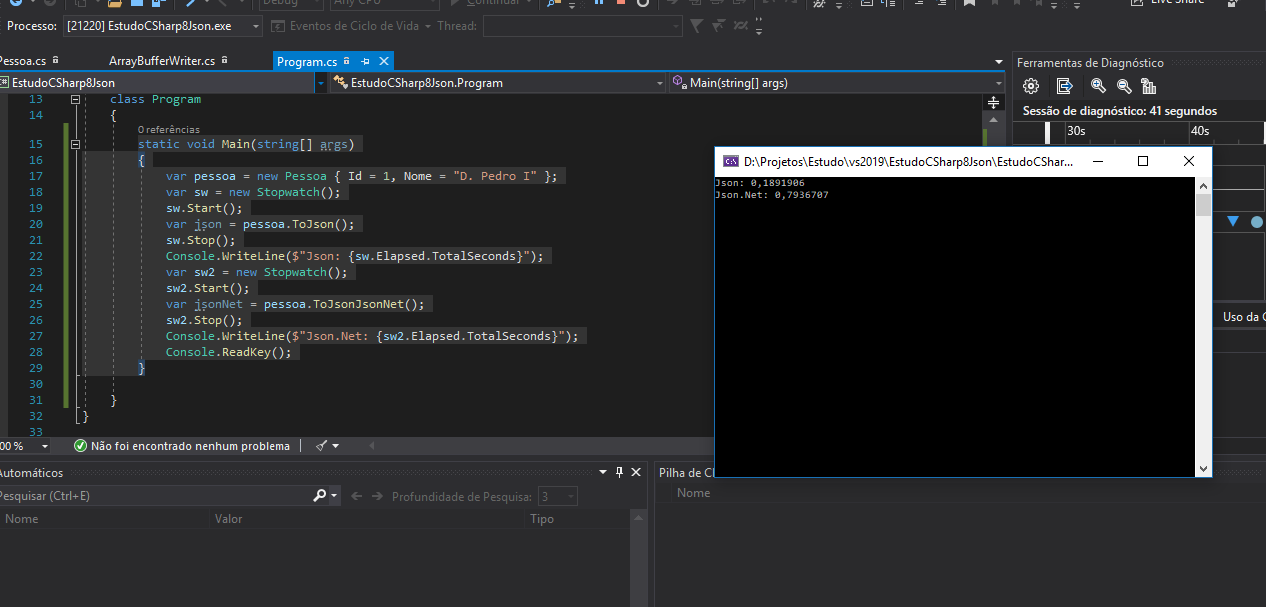 Debug Any CPU Continuar Live Share
Processo: [21220] EstudoCSharp8Json.exe Eventos de Ciclo de Vida Thread:
Pessoa.cs ArrayBufferWriter.cs Program.cs
EstudoCSharp8Json EstudoCSharp8Json.Program Main(string[] args)
13 class Program
14 {
0 referências
15 static void Main(string[] args)
16 {
17 var pessoa = new Pessoa { Id = 1, Nome = "D. Pedro I" };
18 var sw = new Stopwatch();
19 sw.Start();
20 var json = pessoa.ToJson();
21 sw.Stop();
22 Console.WriteLine($"Json: {sw.Elapsed.TotalSeconds}");
23 var sw2 = new Stopwatch();
24 sw2.Start();
25 var jsonNet = pessoa.ToJsonJsonNet();
26 sw2.Stop();
27 Console.WriteLine($"Json.Net: {sw2.Elapsed.TotalSeconds}");
28 Console.ReadKey();
29 }
30
31 }
32 }
33
00 % Não foi encontrado nenhum problema
Ferramentas de Diagnóstico
Sessão de diagnóstico: 41 segundos
30s 40s
D:\Projetos\Estudo\vs2019\EstudoCSharp8Json\EstudoCShar...
Json: 0,1891906
Json.Net: 0,7936707
Uso da C
Automáticos
Pesquisar (Ctrl+E) Profundidade de Pesquisa: 3
Nome Valor Tipo
Pilha de C
Nome